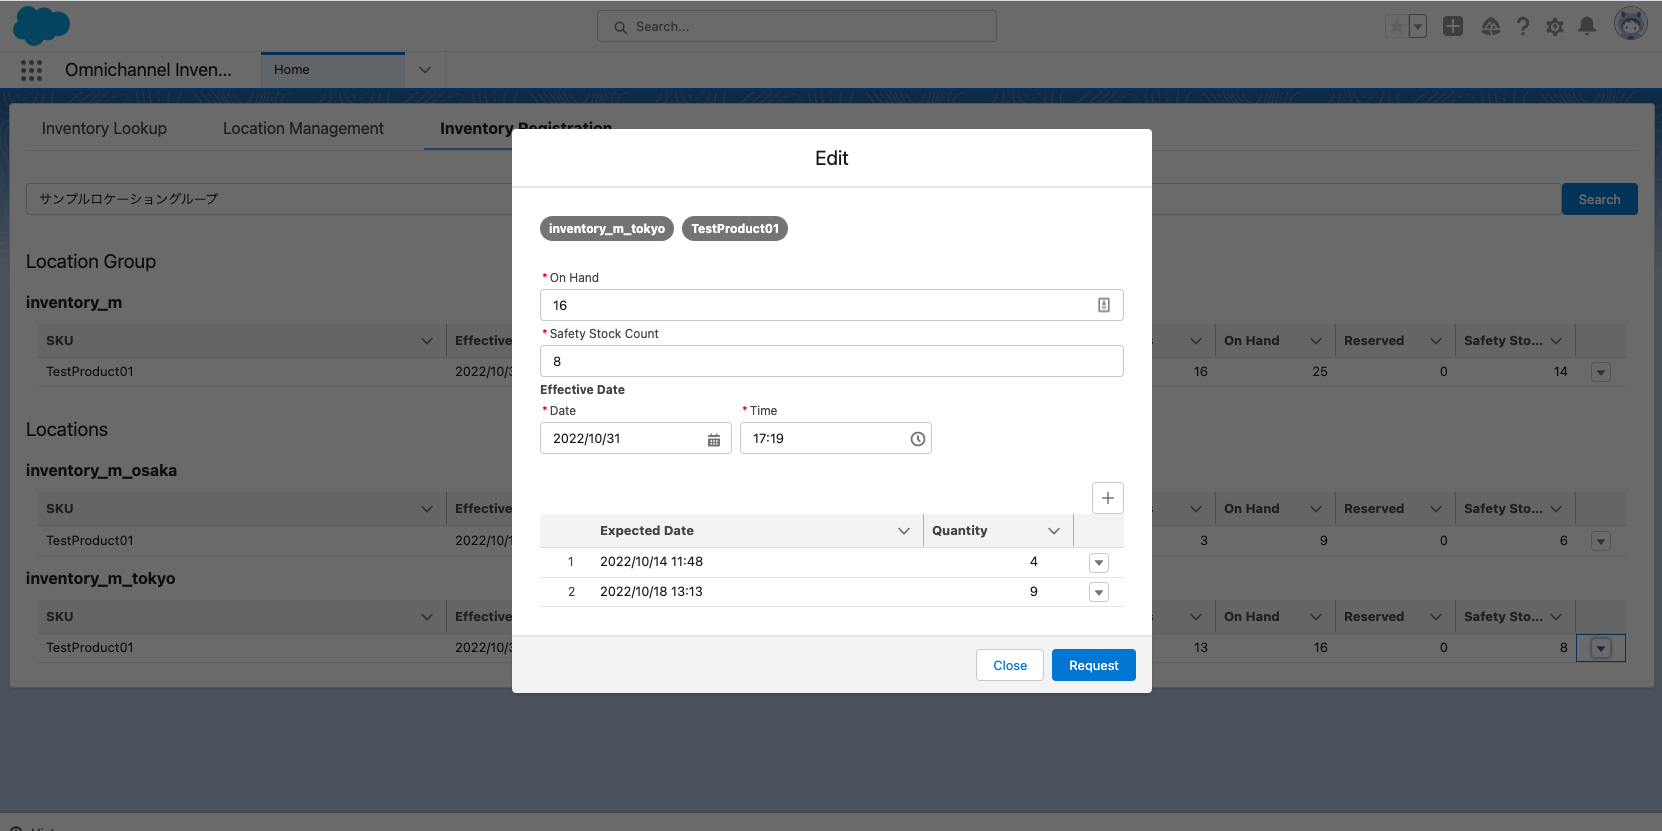 Search...
Omnichannel Inven...
Home
Inventory Lookup
Location Management
Inventory Registration
サンプルロケーショングループ
Search
Location Group
inventory_m
SKU Effective On Hand Reserved Safety Sto...
TestProduct01 2022/10/3 16 25 0 14
Locations
inventory_m_osaka
SKU Effective On Hand Reserved Safety Sto...
TestProduct01 2022/10/1 3 9 0 6
inventory_m_tokyo
SKU Effective On Hand Reserved Safety Sto...
TestProduct01 2022/10/3 13 16 0 8
Edit
inventory_m_tokyo TestProduct01
* On Hand
16
* Safety Stock Count
8
Effective Date
* Date * Time
2022/10/31 17:19
Expected Date Quantity
1 2022/10/14 11:48 4
2 2022/10/18 13:13 9
Close Request